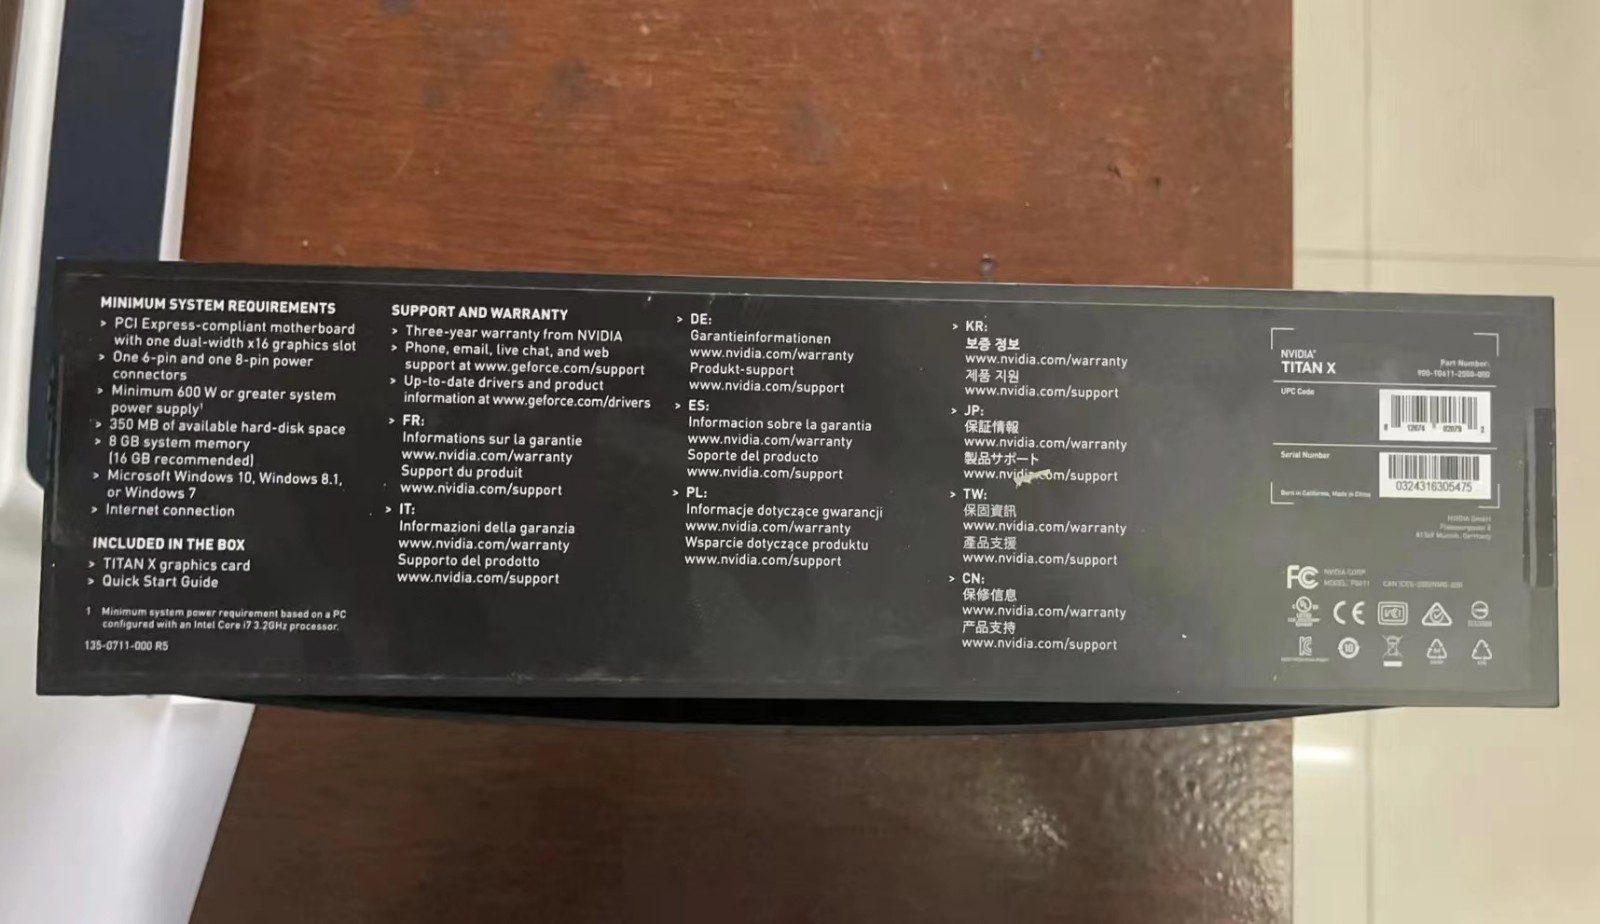 MINIMUM SYSTEM REQUIREMENTS
> PCI Express-compliant motherboard
with one dual-width x16 graphics slot
> One 6-pin and one 8-pin power
connectors
> Minimum 600 W or greater system
power supply¹
> 350 MB of available hard-disk space
> 8 GB system memory
(16 GB recommended)
> Microsoft Windows 10, Windows 8.1,
or Windows 7
> Internet connection
INCLUDED IN THE BOX
> TITAN X graphics card
> Quick Start Guide
1 Minimum system power requirement based on a PC
configured with an Intel Core i7 3.2GHz processor.
135-0711-000 R5
SUPPORT AND WARRANTY
> Three-year warranty from NVIDIA
> Phone, email, live chat, and web
support at www.geforce.com/support
> Up-to-date drivers and product
information at www.geforce.com/drivers
> FR:
Informations sur la garantie
www.nvidia.com/warranty
Support du produit
www.nvidia.com/support
> IT:
Informazioni della garanzia
www.nvidia.com/warranty
Supporto del prodotto
www.nvidia.com/support
> DE:
Garantieinformationen
www.nvidia.com/warranty
Produkt-support
www.nvidia.com/support
> ES:
Informacion sobre la garantia
www.nvidia.com/warranty
Soporte del producto
www.nvidia.com/support
> PL:
Informacje dotyczące gwarancji
www.nvidia.com/warranty
Wsparcie dotyczące produktu
www.nvidia.com/support
> KR:
보증 정보
www.nvidia.com/warranty
제품 지원
www.nvidia.com/support
> JP:
保証情報
www.nvidia.com/warranty
製品サポート
www.nvidia.com/support
> TW:
保固資訊
www.nvidia.com/warranty
產品支援
www.nvidia.com/support
> CN:
保修信息
www.nvidia.com/warranty
产品支持
www.nvidia.com/support
NVIDIA®
TITAN X
Part Number:
UPC Code
Serial Number
0324316305475
Born in California, Made in China
NVIDIA GmbH
Munich, Germany
FC
NVIDIA CORP
CE
10